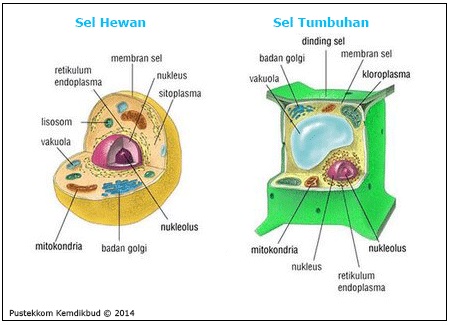 Sel Hewan
membran sel
retikulum
endoplasma
nukleus
sitoplasma
lisosom
vakuola
mitokondria
badan golgi
nukleolus
Sel Tumbuhan
dinding sel
badan golgi
membran sel
vakuola
kloroplasma
mitokondria
nukleolus
nukleus
retikulum
endoplasma
Pustekkom Kemdikbud © 2014